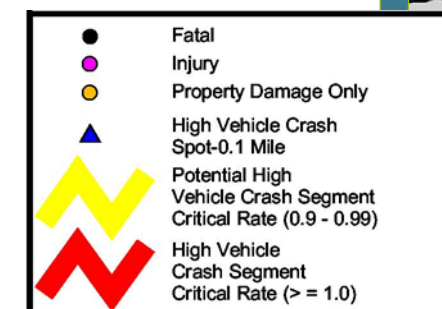 Fatal
Injury
Property Damage Only
High Vehicle Crash
Spot-0.1 Mile
Potential High
Vehicle Crash Segment
Critical Rate (0.9 - 0.99)
High Vehicle
Crash Segment
Critical Rate (> = 1.0)